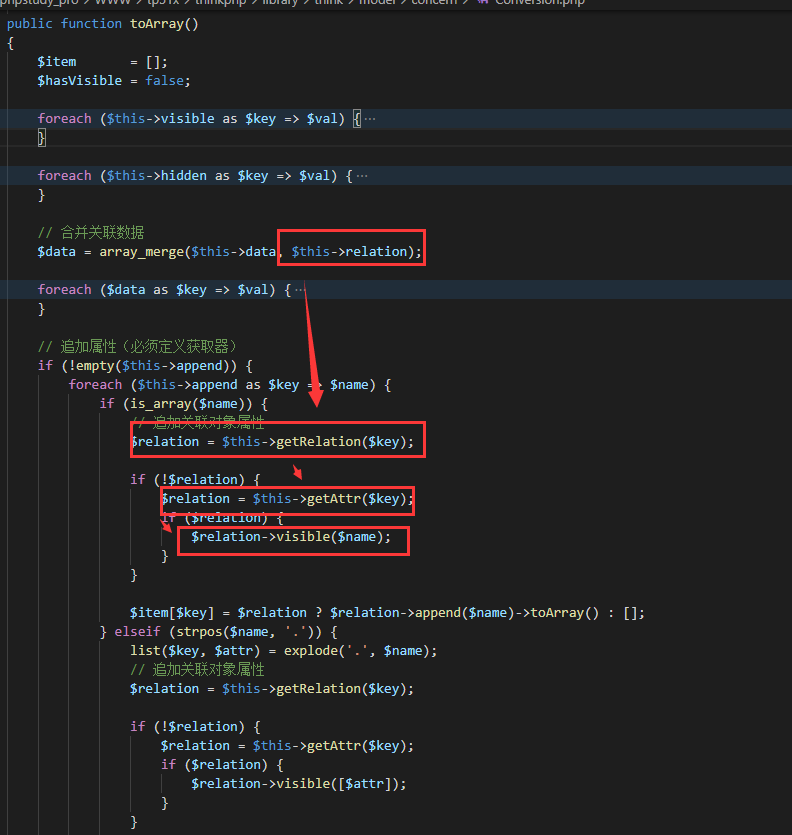 phpstudy_pro > WWW > tp51x > thinkphp > library > think > model > concern > Conversion.php
public function toArray()
{
    $item       = [];
    $hasVisible = false;
    foreach ($this->visible as $key => $val) {···
    }
    foreach ($this->hidden as $key => $val) {···
    }
    // 合并关联数据
    $data = array_merge($this->data, $this->relation);
    foreach ($data as $key => $val) {···
    }
    // 追加属性（必须定义获取器）
    if (!empty($this->append)) {
        foreach ($this->append as $key => $name) {
            if (is_array($name)) {
                // 追加关联对象属性
                $relation = $this->getRelation($key);
                if (!$relation) {
                    $relation = $this->getAttr($key);
                    if ($relation) {
                        $relation->visible($name);
                    }
                }
                $item[$key] = $relation ? $relation->append($name)->toArray() : [];
            } elseif (strpos($name, '.')) {
                list($key, $attr) = explode('.', $name);
                // 追加关联对象属性
                $relation = $this->getRelation($key);
                if (!$relation) {
                    $relation = $this->getAttr($key);
                    if ($relation) {
                        $relation->visible([$attr]);
                    }
                }